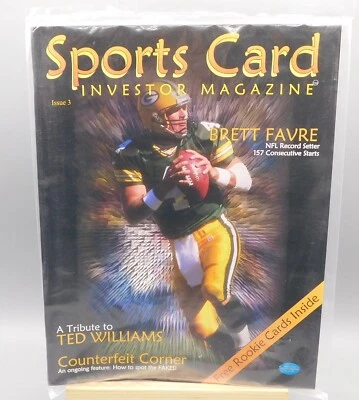 Sports Card
INVESTOR MAGAZINE
Issue 3
BRETT FAVRE
NFL Record Setter
157 Consecutive Starts
A Tribute to
TED WILLIAMS
Counterfeit Corner
An ongoing feature: How to spot the FAKES!
Free Rookie Cards Inside